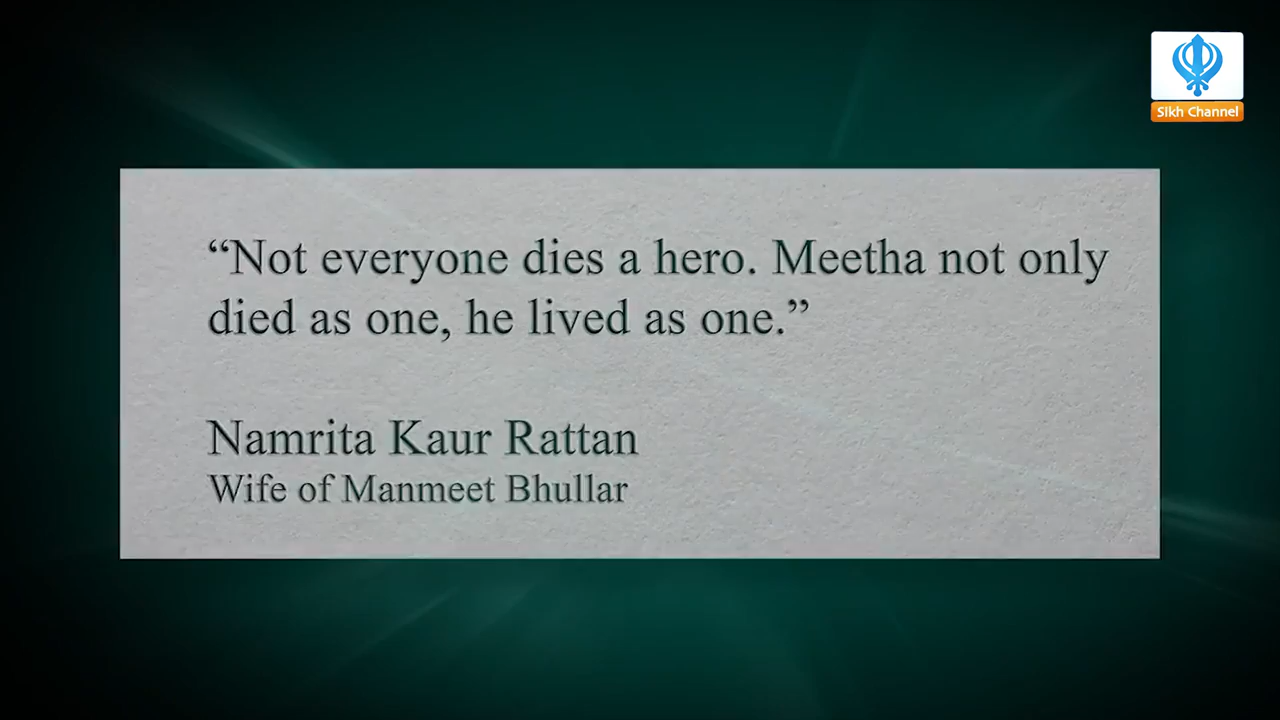 Sikh Channel
“Not everyone dies a hero. Meetha not only
died as one, he lived as one.”
Namrita Kaur Rattan
Wife of Manmeet Bhullar